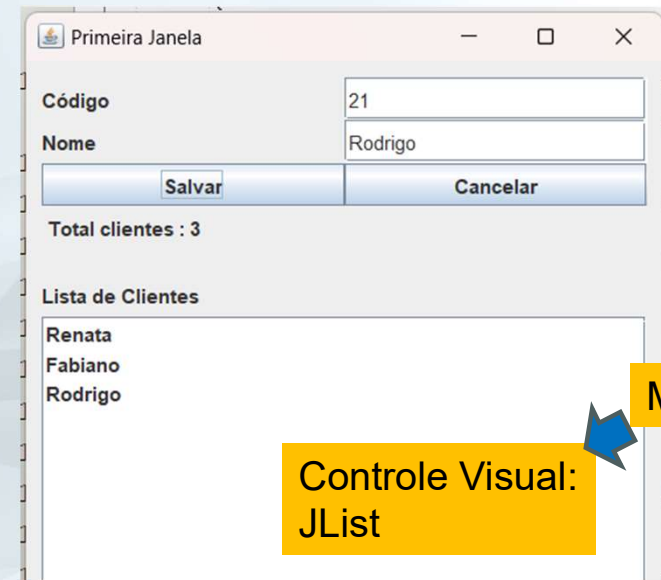 Primeira Janela
Código 21
Nome Rodrigo
Salvar Cancelar
Total clientes : 3
Lista de Clientes
Renata
Fabiano
Rodrigo
Controle Visual:
JList